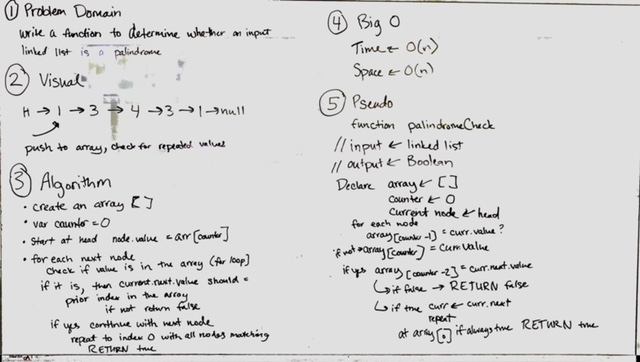 ① Problem Domain
write a function to determine whether an input
linked list is a palindrome
② Visual
H → 1 → 3 → 4 → 3 → 1 → null
push to array, check for repeated values
③ Algorithm
• create an array []
• var counter = 0
• start at head node.value = arr[counter]
• for each next node
check if value is in the array (for loop)
if it is, then current.next.value should =
prior index in the array
if not return false
if yes continue with next node
repeat to index 0 with all nodes matching
RETURN true
④ Big O
Time ← O(n)
Space ← O(n)
⑤ Pseudo
function palindromeCheck
// input ← linked list
// output ← Boolean
Declare array ← []
counter ← 0
current node ← head
for each node
array[counter-1] = curr.value?
if not → array[counter] = curr.value
if yes array[counter-2] = curr.next.value
↳ if false → RETURN false
↳ if true curr ← curr.next
repeat
at array[0] if always true RETURN true